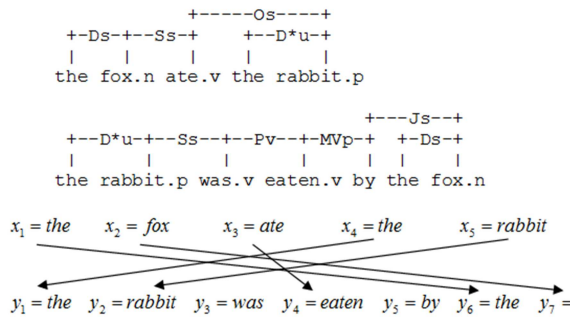 +-----Os----+
+-Ds-+--Ss--+ +--D*u-+
| | | | |
the fox.n ate.v the rabbit.p
+---Js--+
+--D*u-+--Ss--+--Pv--+-MVp-+ +-Ds-+
| | | | | | |
the rabbit.p was.v eaten.v by the fox.n
x₁ = the x₂ = fox x₃ = ate x₄ = the x₅ = rabbit
y₁ = the y₂ = rabbit y₃ = was y₄ = eaten y₅ = by y₆ = the y₇ =